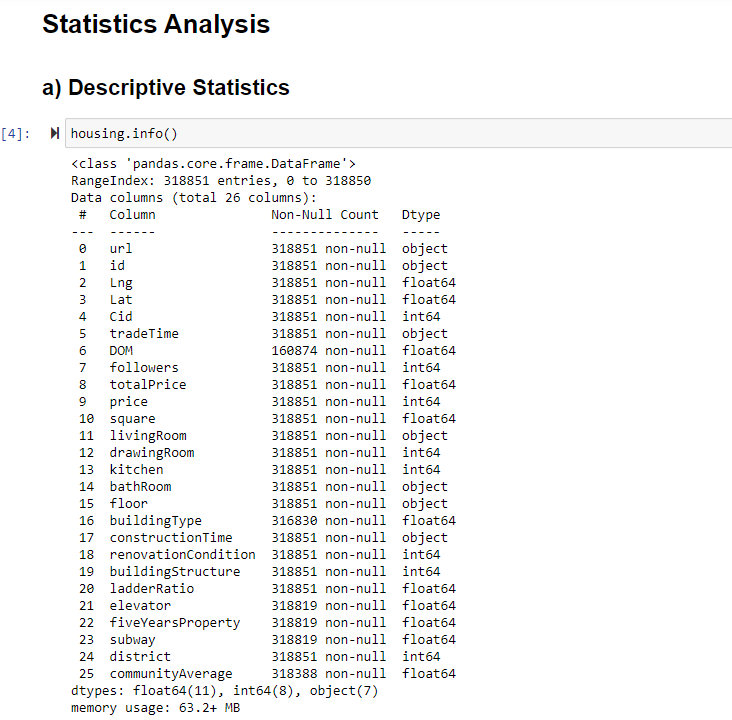 Statistics Analysis
a) Descriptive Statistics
[4]: housing.info()
<class 'pandas.core.frame.DataFrame'>
RangeIndex: 318851 entries, 0 to 318850
Data columns (total 26 columns):
 #   Column               Non-Null Count   Dtype
---  ------               --------------   -----
 0   url                  318851 non-null  object
 1   id                   318851 non-null  object
 2   Lng                  318851 non-null  float64
 3   Lat                  318851 non-null  float64
 4   Cid                  318851 non-null  int64
 5   tradeTime            318851 non-null  object
 6   DOM                  160874 non-null  float64
 7   followers            318851 non-null  int64
 8   totalPrice           318851 non-null  float64
 9   price                318851 non-null  int64
 10  square               318851 non-null  float64
 11  livingRoom           318851 non-null  object
 12  drawingRoom          318851 non-null  int64
 13  kitchen              318851 non-null  int64
 14  bathRoom             318851 non-null  object
 15  floor                318851 non-null  object
 16  buildingType         316830 non-null  float64
 17  constructionTime     318851 non-null  object
 18  renovationCondition  318851 non-null  int64
 19  buildingStructure    318851 non-null  int64
 20  ladderRatio          318851 non-null  float64
 21  elevator             318819 non-null  float64
 22  fiveYearsProperty    318819 non-null  float64
 23  subway               318819 non-null  float64
 24  district             318851 non-null  int64
 25  communityAverage     318388 non-null  float64
dtypes: float64(11), int64(8), object(7)
memory usage: 63.2+ MB